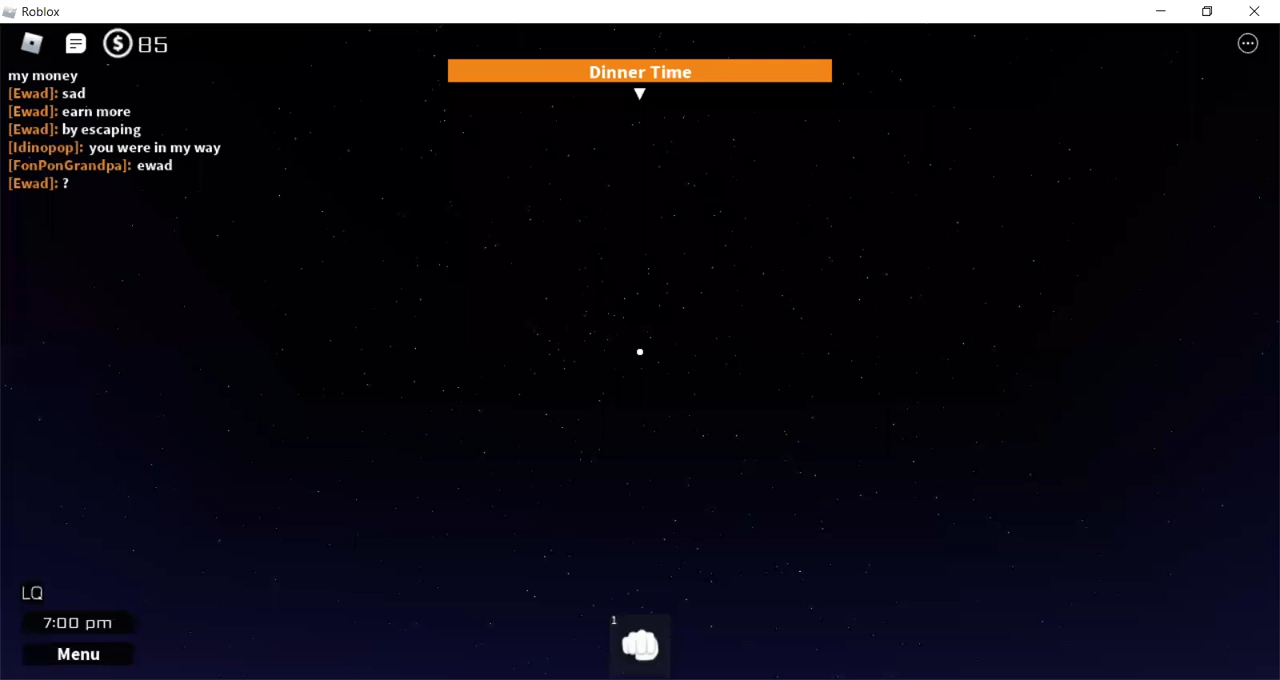 Roblox
$ 85
Dinner Time
my money
[Ewad]: sad
[Ewad]: earn more
[Ewad]: by escaping
[Idinopop]: you were in my way
[FonPonGrandpa]: ewad
[Ewad]: ?
LQ
7:00 pm
Menu
1